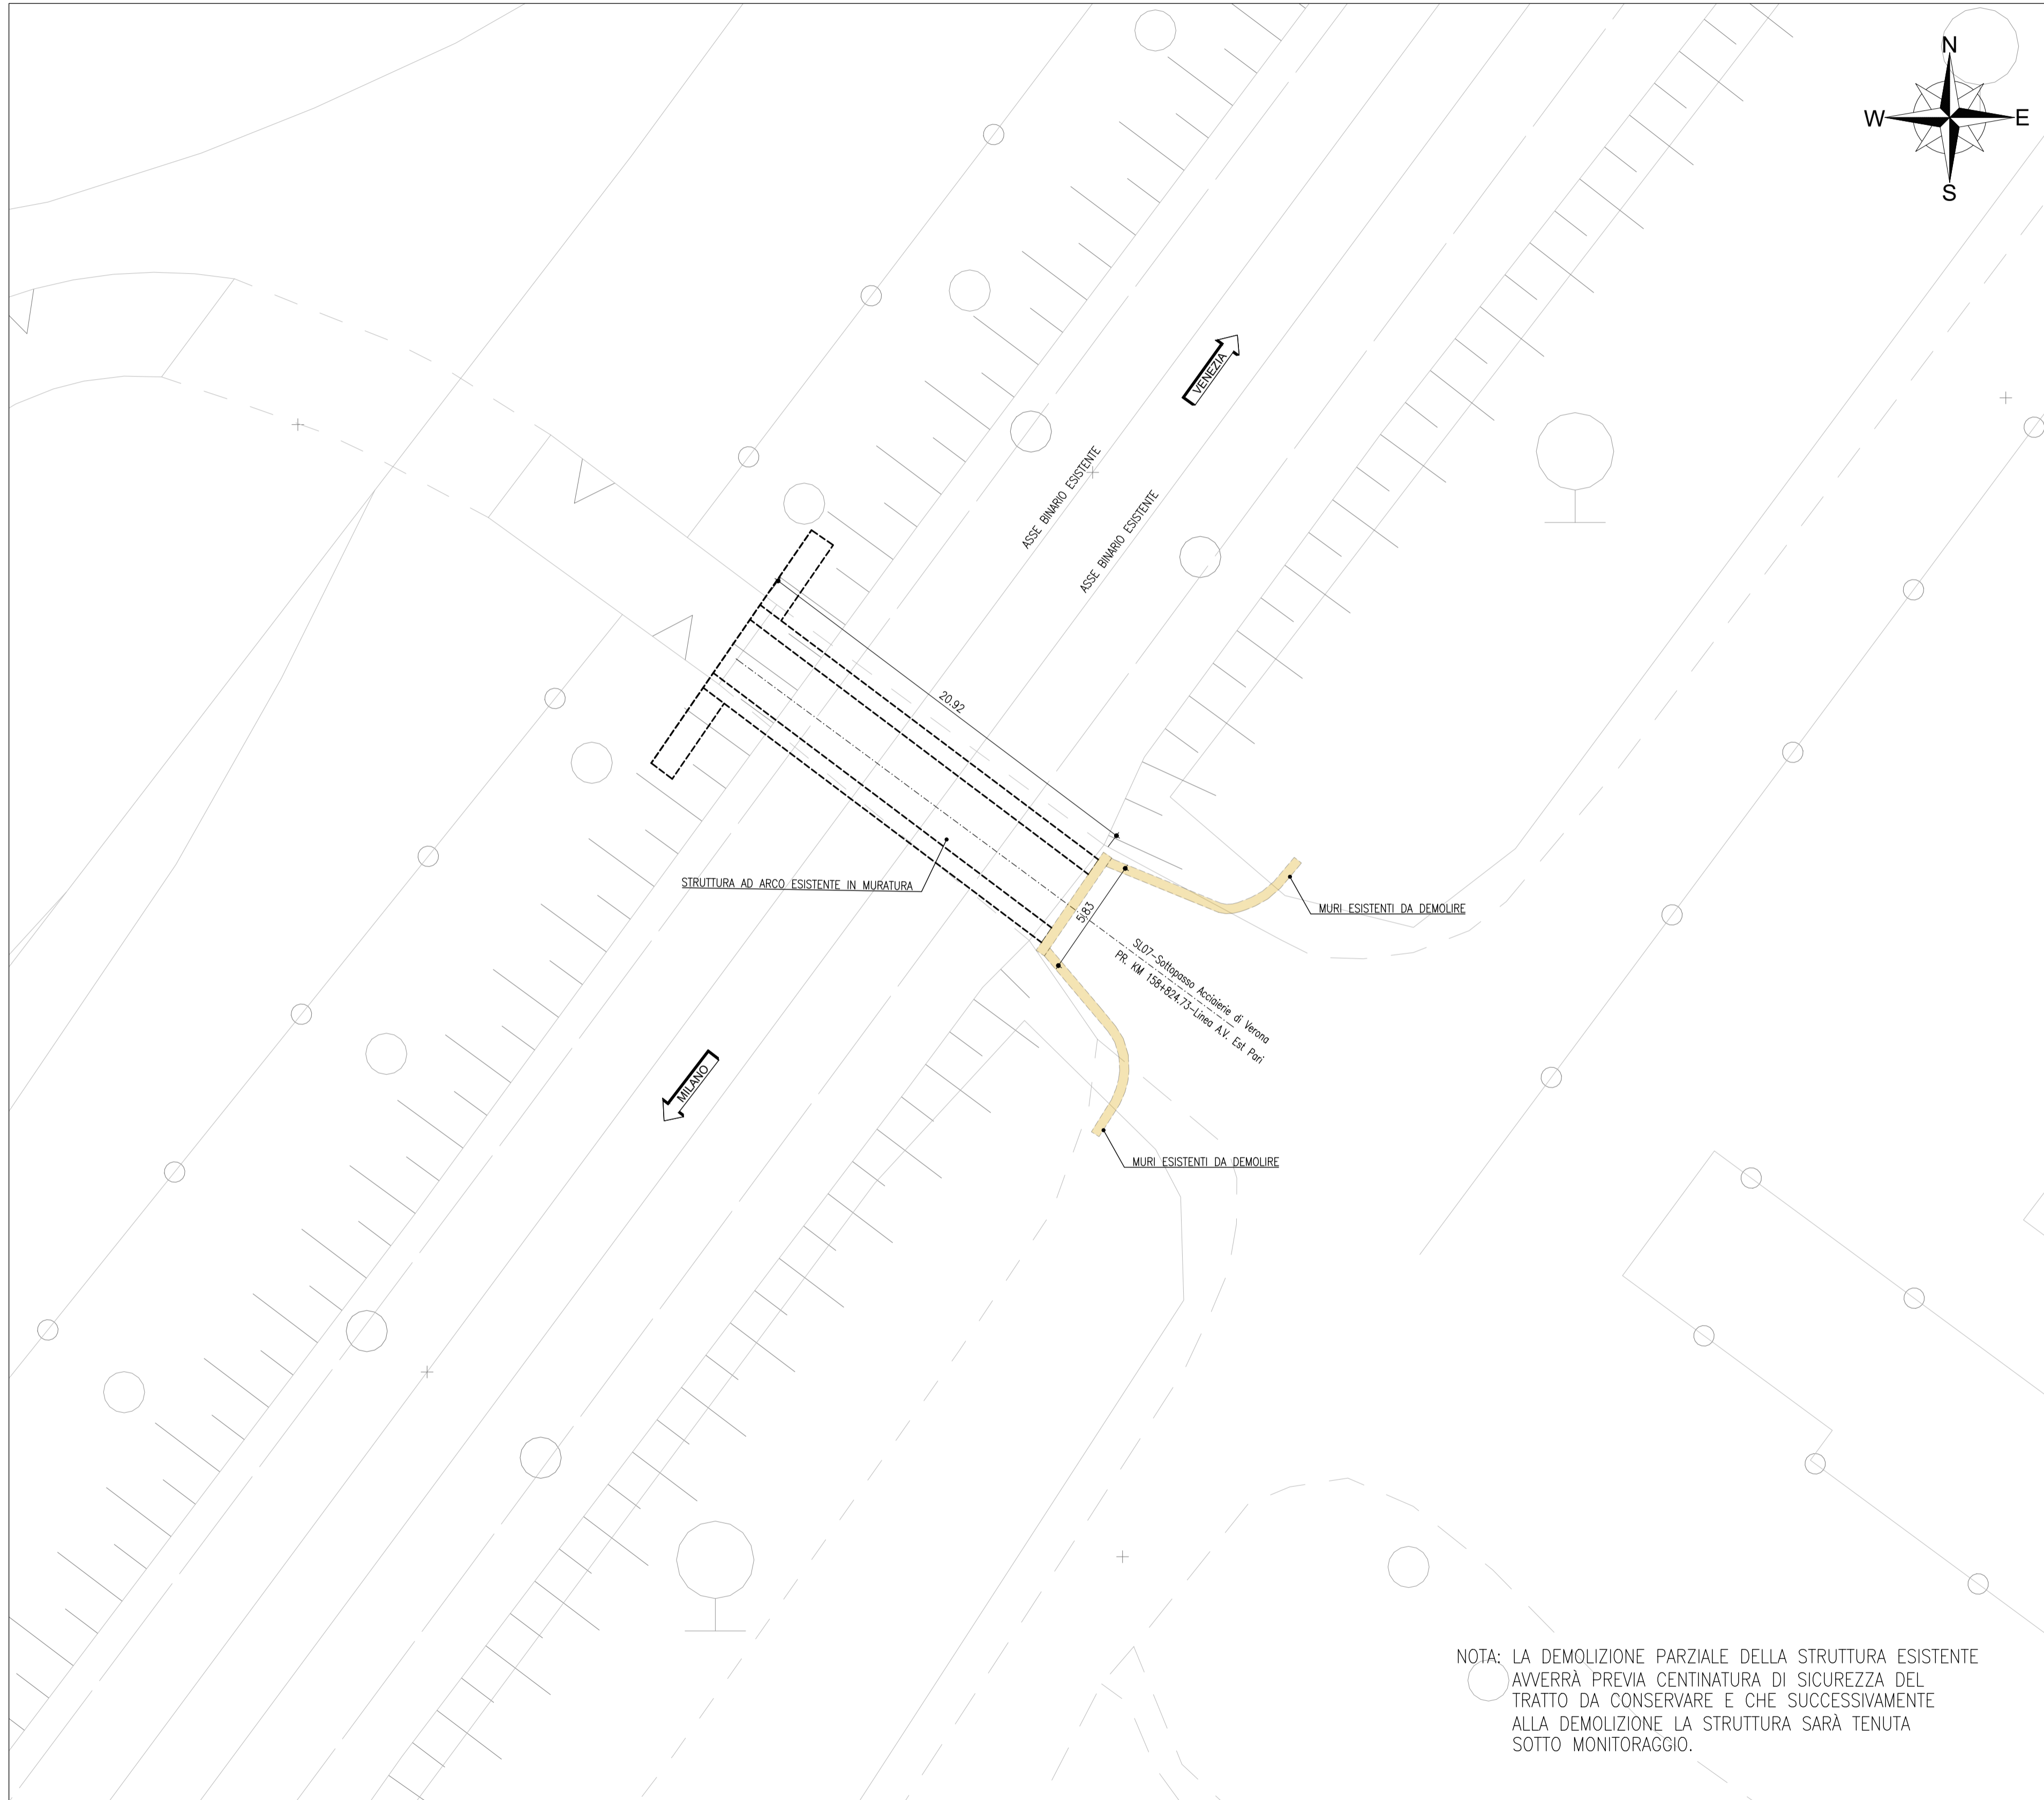 N
W
E
S
VENEZIA
ASSE BINARIO ESISTENTE
ASSE BINARIO ESISTENTE
20.92
STRUTTURA AD ARCO ESISTENTE IN MURATURA
MURI ESISTENTI DA DEMOLIRE
5.83
SL07-Sottopasso Acciaierie di Verona
PR. KM 158+824.73-Linea A.V. Est Pari
MILANO
MURI ESISTENTI DA DEMOLIRE
NOTA: LA DEMOLIZIONE PARZIALE DELLA STRUTTURA ESISTENTE
AVVERRÀ PREVIA CENTINATURA DI SICUREZZA DEL
TRATTO DA CONSERVARE E CHE SUCCESSIVAMENTE
ALLA DEMOLIZIONE LA STRUTTURA SARÀ TENUTA
SOTTO MONITORAGGIO.